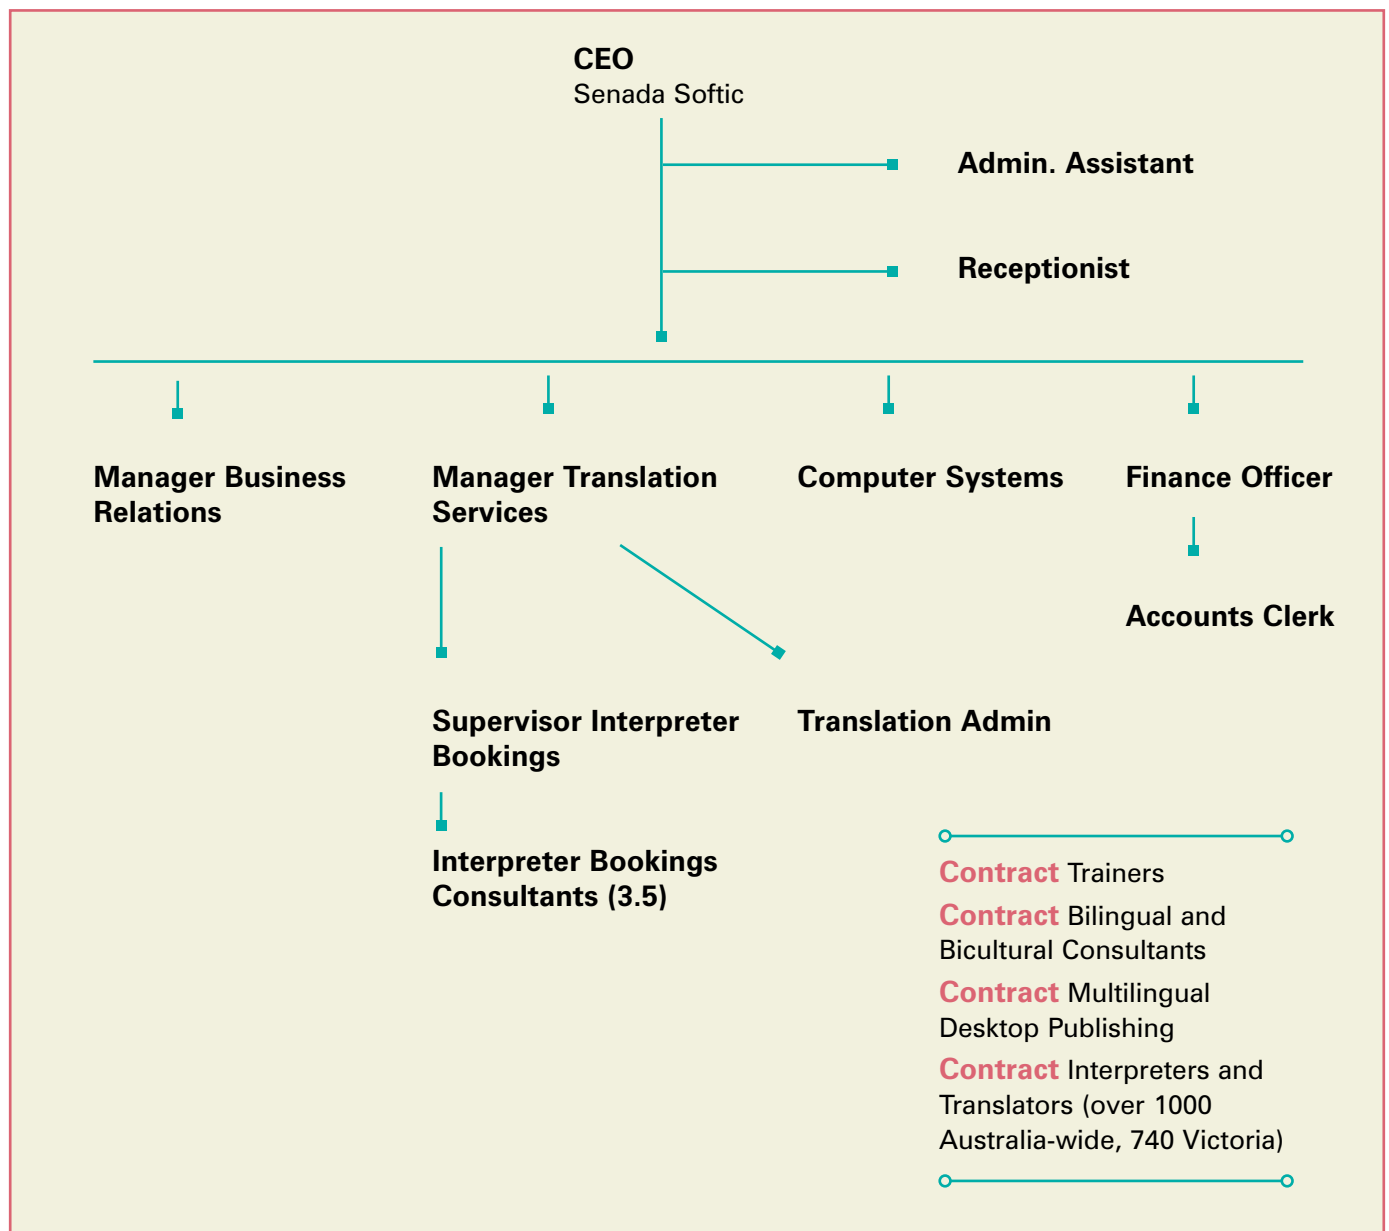 CEO
Senada Softic
Admin. Assistant
Receptionist
Manager Business
Relations
Manager Translation
Services
Computer Systems
Finance Officer
Accounts Clerk
Supervisor Interpreter
Bookings
Translation Admin
Interpreter Bookings
Consultants (3.5)
Contract Trainers
Contract Bilingual and
Bicultural Consultants
Contract Multilingual
Desktop Publishing
Contract Interpreters and
Translators (over 1000
Australia-wide, 740 Victoria)